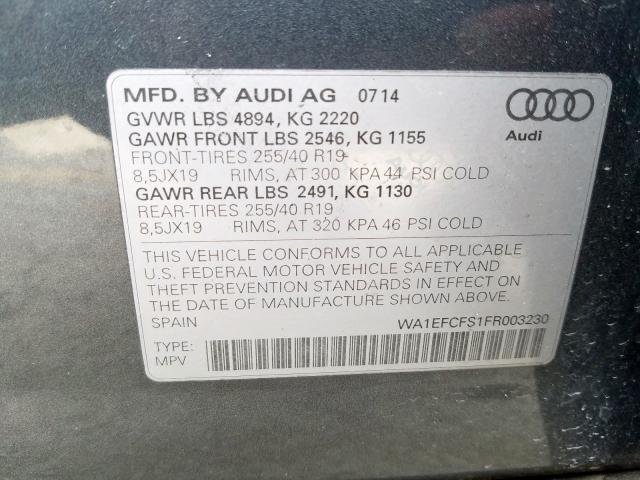 MFD. BY AUDI AG 0714
GVWR LBS 4894, KG 2220
GAWR FRONT LBS 2546, KG 1155
FRONT-TIRES 255/40 R19
8,5JX19 RIMS, AT 300 KPA 44 PSI COLD
GAWR REAR LBS 2491, KG 1130
REAR-TIRES 255/40 R19
8,5JX19 RIMS, AT 320 KPA 46 PSI COLD
Audi
THIS VEHICLE CONFORMS TO ALL APPLICABLE
U.S. FEDERAL MOTOR VEHICLE SAFETY AND
THEFT PREVENTION STANDARDS IN EFFECT ON
THE DATE OF MANUFACTURE SHOWN ABOVE.
SPAIN WA1EFCFS1FR003230
TYPE:
MPV